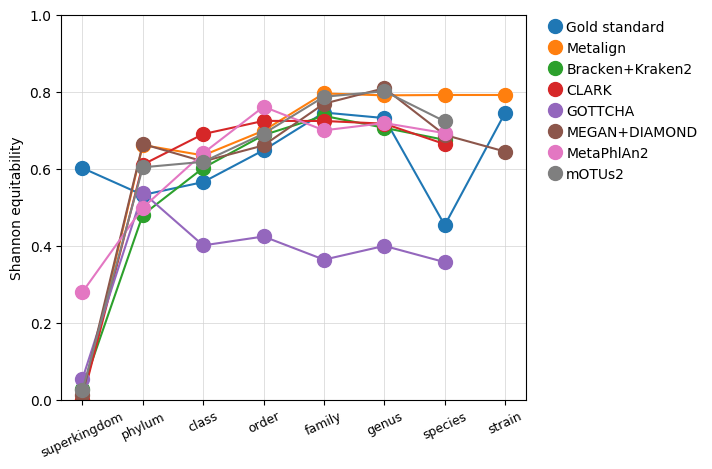 1.0
0.8
0.6
0.4
0.2
0.0
Shannon equitability
superkingdom
phylum
class
order
family
genus
species
strain
Gold standard
Metalign
Bracken+Kraken2
CLARK
GOTTCHA
MEGAN+DIAMOND
MetaPhlAn2
mOTUs2